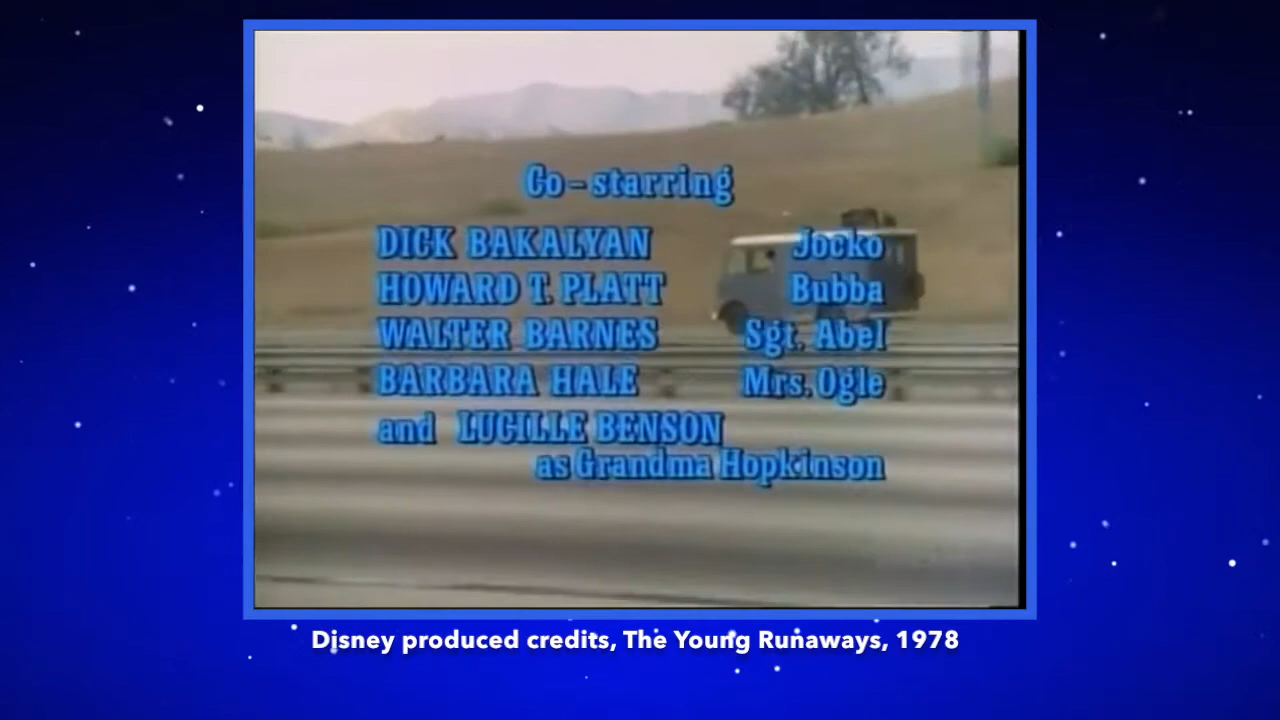 Co-starring
DICK BAKALYAN Jocko
HOWARD T. PLATT Bubba
WALTER BARNES Sgt. Abel
BARBARA HALE Mrs. Ogle
and LUCILLE BENSON
as Grandma Hopkinson
Disney produced credits, The Young Runaways, 1978